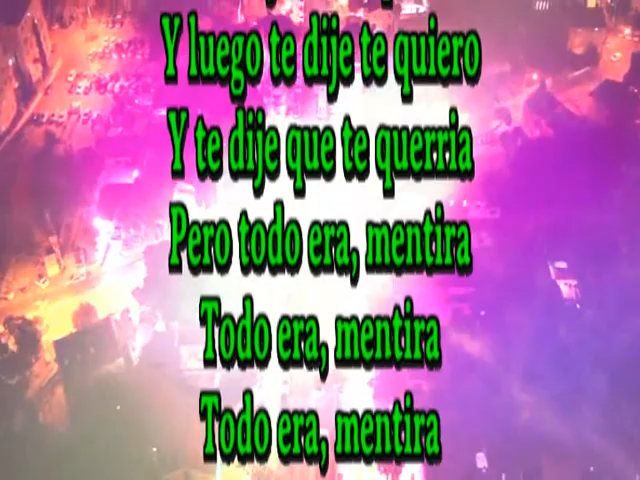 Y luego te dije te quiero
Y te dije que te querria
Pero todo era, mentira
Todo era, mentira
Todo era, mentira